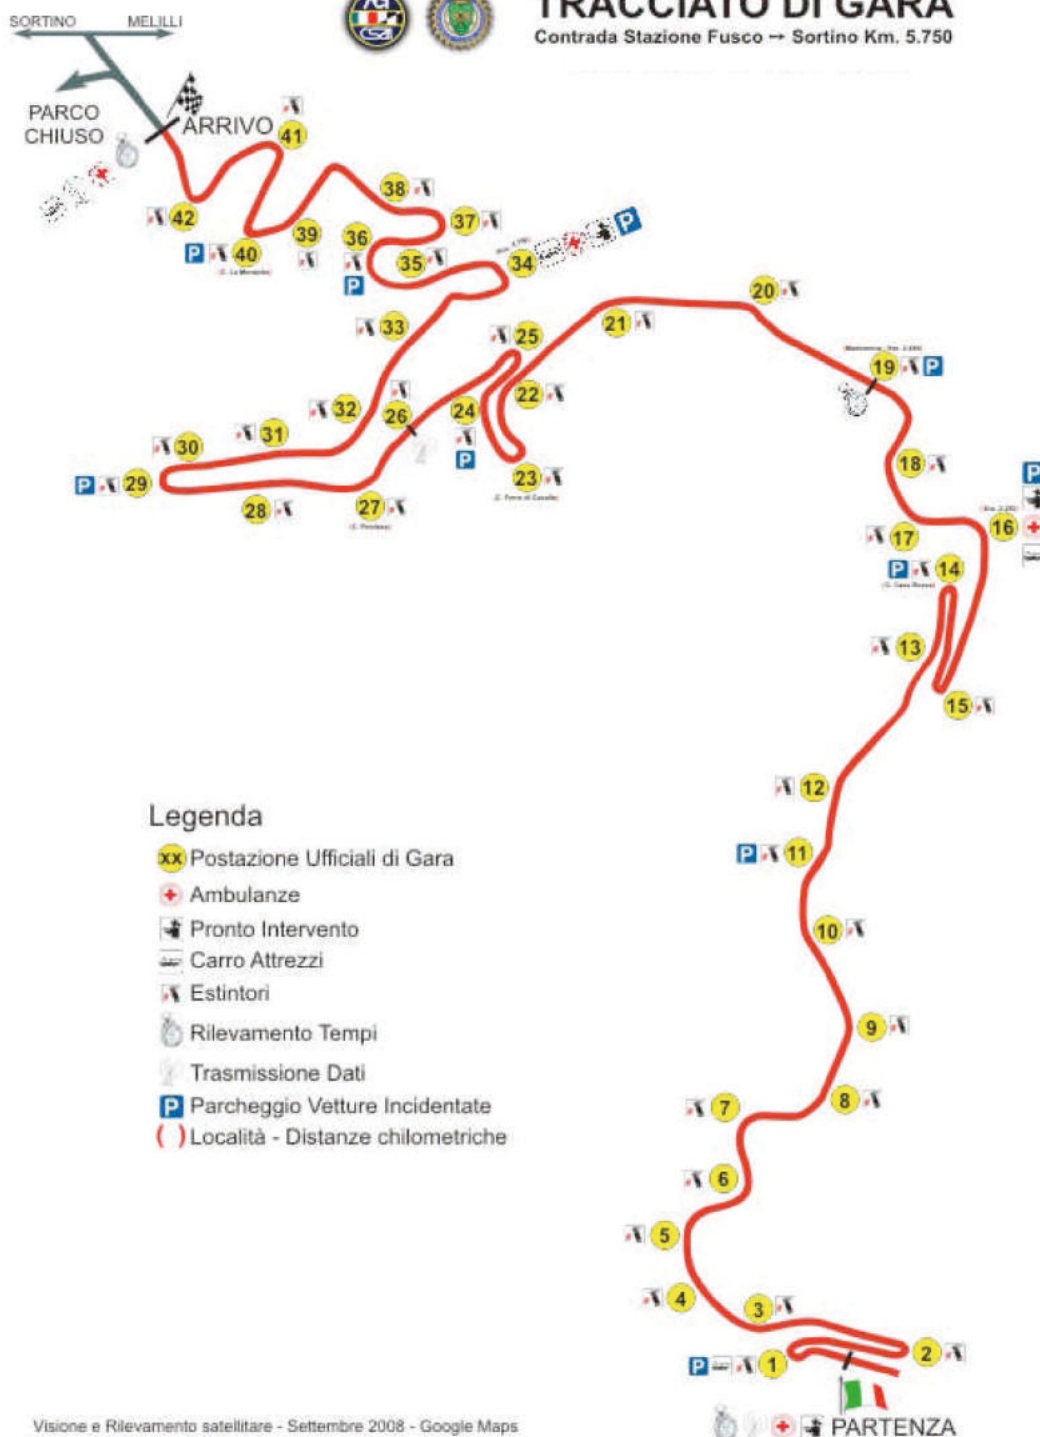 TRACCIATO DI GARA
Contrada Stazione Fusco ↔ Sortino Km. 5.750
SORTINO MELILLI
PARCO
CHIUSO
ARRIVO
41
38
42
37
39
36
40
35
34
20
33
21
25
19
22
32
26
24
31
30
18
29
23
28
27
16
17
14
13
15
12
11
10
9
8
7
6
5
4
3
2
1
P
P
P
P
P
P
P
P
P
P
Legenda
XX Postazione Ufficiali di Gara
Ambulanze
Pronto Intervento
Carro Attrezzi
Estintori
Rilevamento Tempi
Trasmissione Dati
P Parcheggio Vetture Incidentate
( ) Località - Distanze chilometriche
PARTENZA
Visione e Rilevamento satellitare - Settembre 2008 - Google Maps